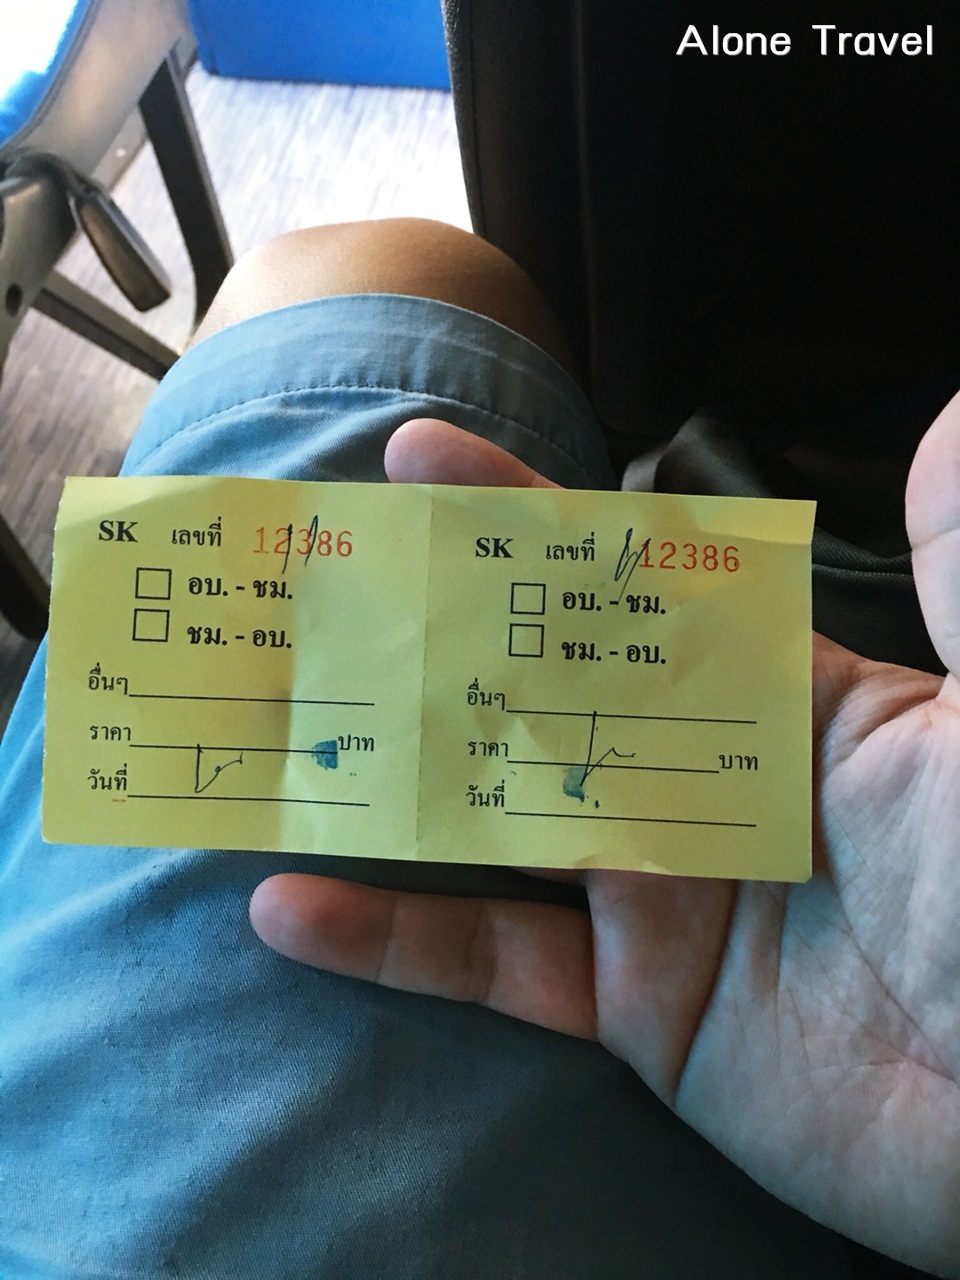 Alone Travel
SK เลขที่ 12386
อบ. - ชม.
ชม. - อบ.
อื่นๆ
ราคา บาท
วันที่
SK เลขที่ 12386
อบ. - ชม.
ชม. - อบ.
อื่นๆ
ราคา บาท
วันที่